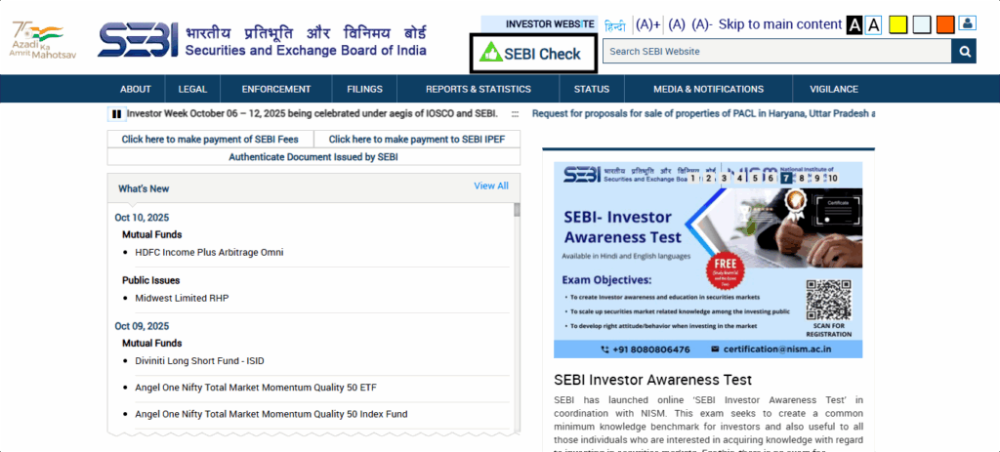 Azadi Ka
Amrit Mahotsav
SEBI
भारतीय प्रतिभूति और विनिमय बोर्ड
Securities and Exchange Board of India
INVESTOR WEBSITE
हिन्दी
(A)+ (A) (A)- Skip to main content A A
SEBI Check
Search SEBI Website
ABOUT LEGAL ENFORCEMENT FILINGS REPORTS & STATISTICS STATUS MEDIA & NOTIFICATIONS VIGILANCE
Investor Week October 06 – 12, 2025 being celebrated under aegis of IOSCO and SEBI. ::: Request for proposals for sale of properties of PACL in Haryana, Uttar Pradesh
Click here to make payment of SEBI Fees
Click here to make payment to SEBI IPEF
Authenticate Document Issued by SEBI
What's New
View All
Oct 10, 2025
Mutual Funds
HDFC Income Plus Arbitrage Omni
Public Issues
Midwest Limited RHP
Oct 09, 2025
Mutual Funds
Diviniti Long Short Fund - ISID
Angel One Nifty Total Market Momentum Quality 50 ETF
Angel One Nifty Total Market Momentum Quality 50 Index Fund
SEBI
भारतीय प्रतिभूति और
Securities and Exchange
National Institute of
1 2 3 4 5 6 7 8 9 10
Certificate
SEBI- Investor
Awareness Test
Available in Hindi and English languages
FREE
Exam Objectives:
• To create Investor awareness and education in securities markets
• To scale up securities market related knowledge among the investing public
• To develop right attitude/behavior when investing in the market
SCAN FOR
REGISTRATION
+91 8080806476
certification@nism.ac.in
SEBI Investor Awareness Test
SEBI has launched online 'SEBI Investor Awareness Test' in
coordination with NISM. This exam seeks to create a common
minimum knowledge benchmark for investors and also useful to all
those individuals who are interested in acquiring knowledge with regard